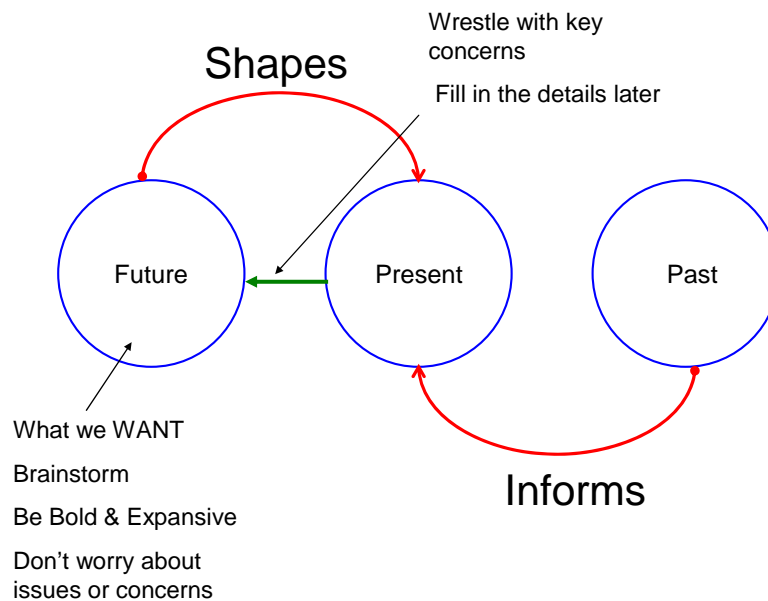 Wrestle with key
concerns
Shapes
Fill in the details later
Future
Present
Past
What we WANT
Brainstorm
Informs
Be Bold & Expansive
Don’t worry about
issues or concerns